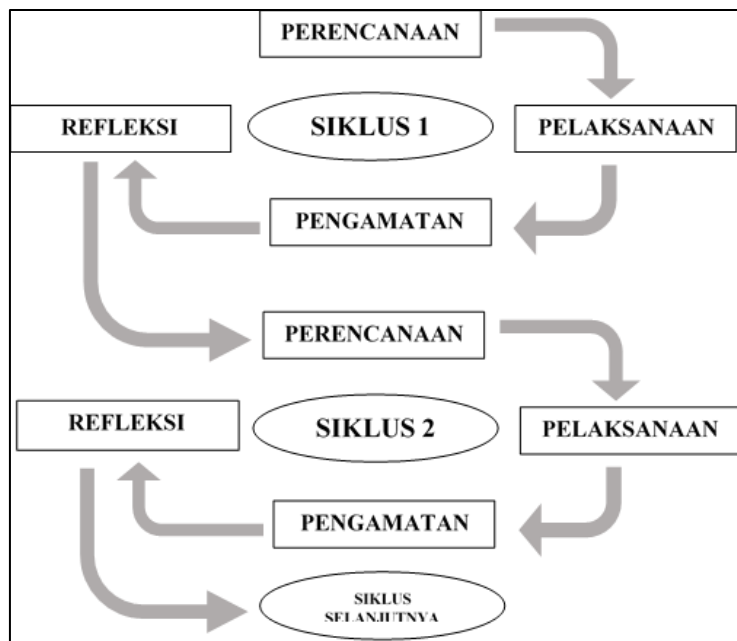 PERENCANAAN
REFLEKSI
SIKLUS 1
PELAKSANAAN
PENGAMATAN
PERENCANAAN
REFLEKSI
SIKLUS 2
PELAKSANAAN
PENGAMATAN
SIKLUS
SELANJUTNYA